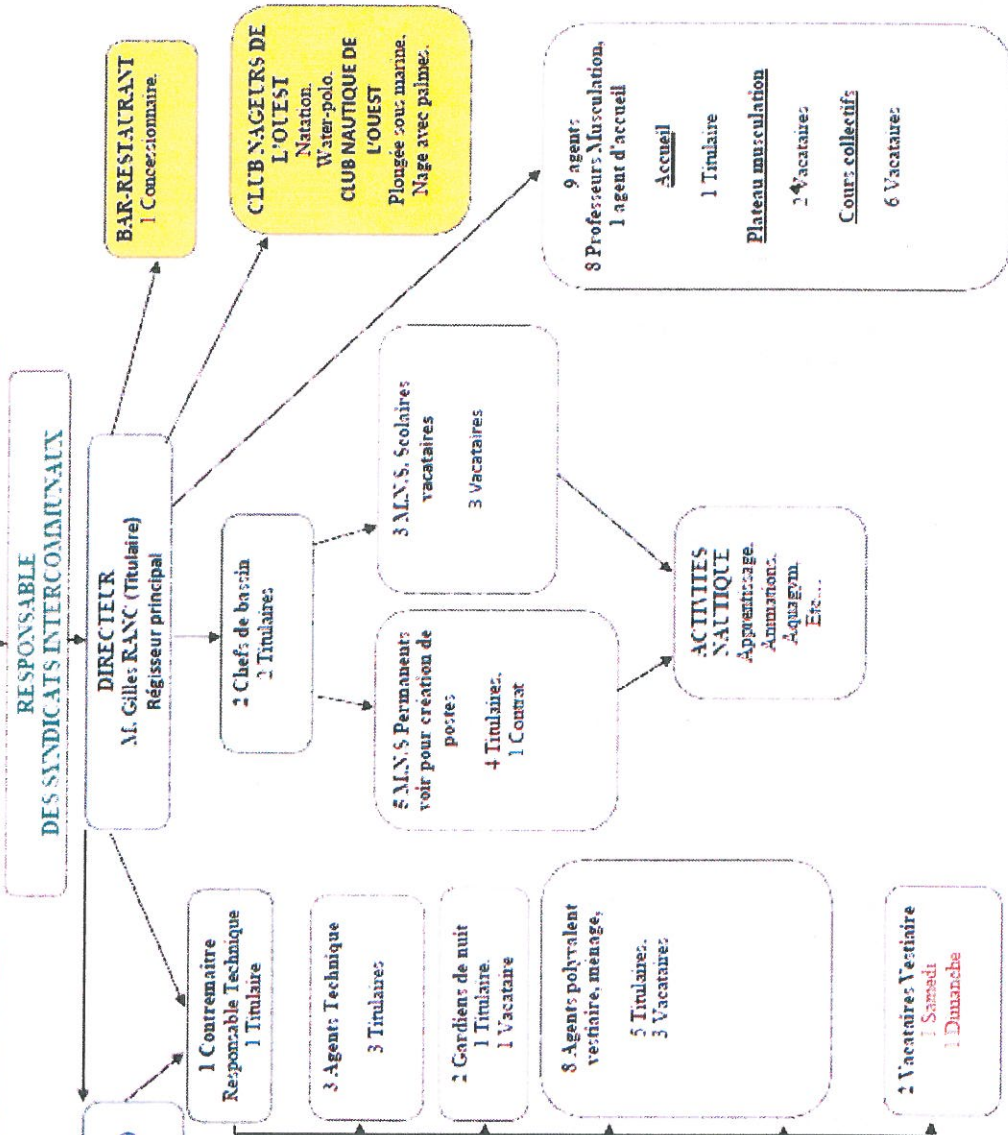 RESPONSABLE
DES SYNDICATS INTERCOMMUNAUX
DIRECTEUR
M. Gilles RANC (Titulaire)
Régisseur principal
BAR-RESTAURANT
1 Concessionnaire.
CLUB NAGEURS DE
L'OUEST
Natation.
Water-polo.
CLUB NAUTIQUE DE
L'OUEST
Plongée sous marine.
Nage avec palmes.
9 agents
8 Professeurs Musculation,
1 agent d'accueil
Accueil
1 Titulaire
Plateau musculation
Vacataires
Cours collectifs
6 Vacataires
2 Chefs de bassin
2 Titulaires
5 M.N.S Permanents
voir pour création de
postes
4 Titulaires.
1 Contrat
3 M.N.S. Scolaires
vacataires
3 Vacataires
ACTIVITES
NAUTIQUE
Apprentissage.
Animations.
Aquagym.
Etc…
1 Contremaitre
Responsable Technique
1 Titulaire
3 Agents Technique
3 Titulaires
2 Gardiens de nuit
1 Titulaire.
1 Vacataire
8 Agents polyvalent
vestiaire, ménage,
5 Titulaires.
3 Vacataires
2 Vacataires Vestiaire
1 Samedi
1 Dimanche